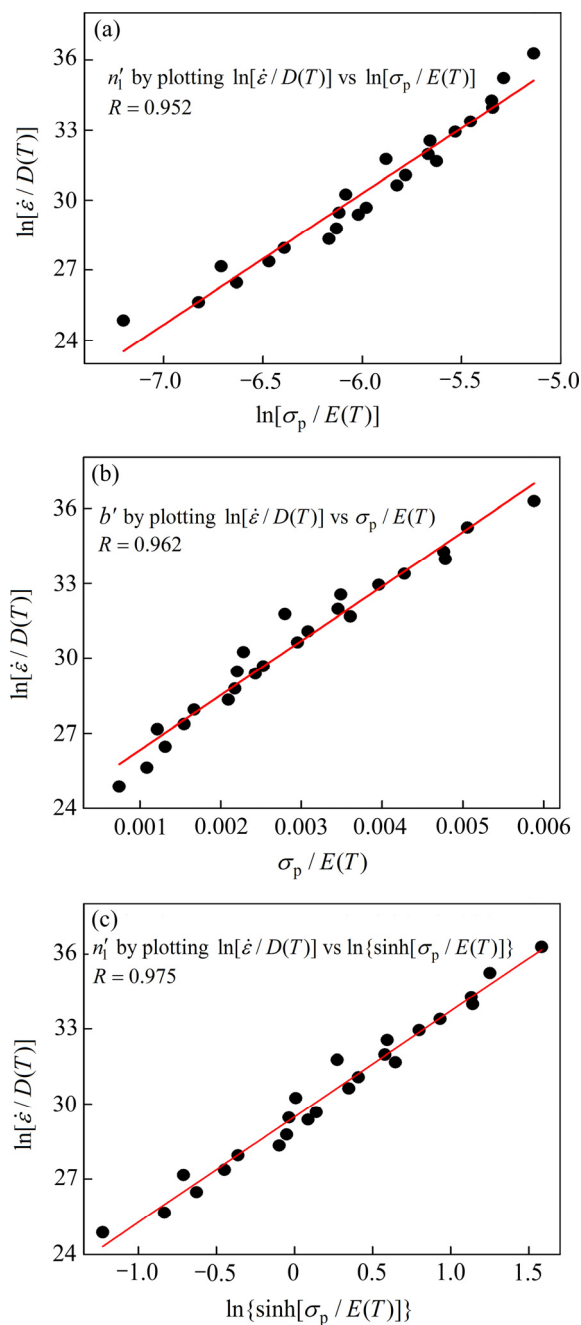 (a)
36
n₁′ by plotting ln[ε̇/D(T)] vs ln[σp/E(T)]
R = 0.952
33
ln[ε̇/D(T)]
30
27
24
−7.0 −6.5 −6.0 −5.5 −5.0
ln[σp/E(T)]
(b)
36
b′ by plotting ln[ε̇/D(T)] vs σp/E(T)
R = 0.962
33
ln[ε̇/D(T)]
30
27
24
0.001 0.002 0.003 0.004 0.005 0.006
σp/E(T)
(c)
36
n₁′ by plotting ln[ε̇/D(T)] vs ln{sinh[σp/E(T)]}
R = 0.975
33
ln[ε̇/D(T)]
30
27
24
−1.0 −0.5 0 0.5 1.0 1.5
ln{sinh[σp/E(T)]}